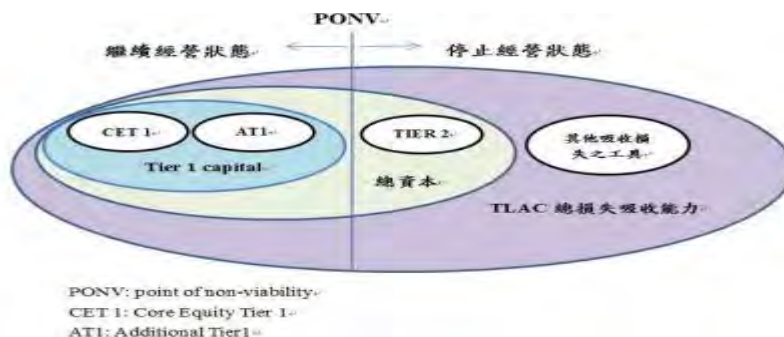 PONV
繼續經營狀態
停止經營狀態
CET 1
AT1
TIER 2
其他吸收損
失之工具
Tier 1 capital
總資本
TLAC 總損失吸收能力
PONV: point of non-viability
CET 1: Core Equity Tier 1
AT1: Additional Tier1